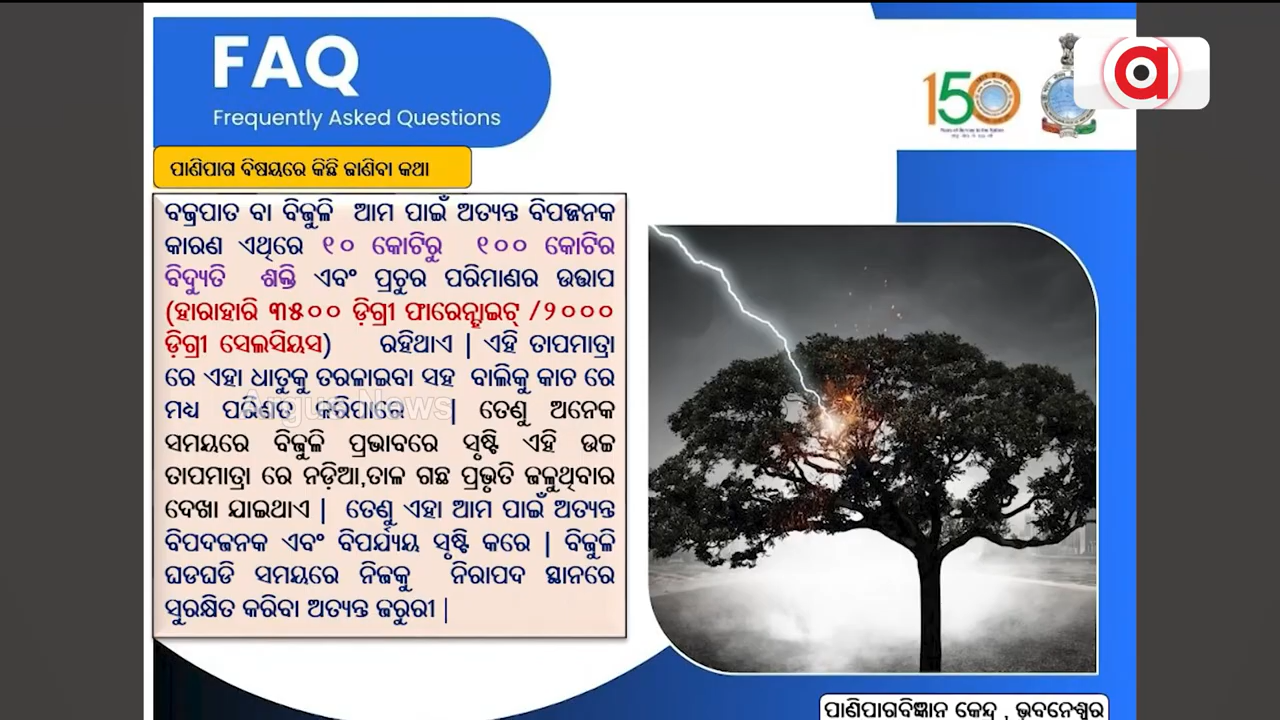 FAQ
Frequently Asked Questions
150
ପାଣିପାଗ ବିଷୟରେ କିଛି ଜାଣିବା କଥା
ବଜ୍ରପାତ ବା ବିଜୁଳି ଆମ ପାଇଁ ଅତ୍ୟନ୍ତ ବିପଜ୍ଜନକ
କାରଣ ଏଥିରେ ୧୦ କୋଟିରୁ ୧୦୦ କୋଟିର
ବିଦ୍ୟୁତି ଶକ୍ତି ଏବଂ ପ୍ରଚୁର ପରିମାଣର ଉତ୍ତାପ
(ହାରାହାରି ୩୫୦୦ ଡ଼ିଗ୍ରୀ ଫାରେନ୍ହାଇଟ୍ /୨୦୦୦
ଡ଼ିଗ୍ରୀ ସେଲସିୟସ) ରହିଥାଏ | ଏହି ତାପମାତ୍ରା
ରେ ଏହା ଧାତୁକୁ ତରଳାଇବା ସହ ବାଲିକୁ କାଚ ରେ
ମଧ୍ୟ ପରିଣତ କରିପାରେ | ତେଣୁ ଅନେକ
ସମୟରେ ବିଜୁଳି ପ୍ରଭାବରେ ସୃଷ୍ଟି ଏହି ଉଚ୍ଚ
ତାପମାତ୍ରା ରେ ନଡ଼ିଆ,ତାଳ ଗଛ ପ୍ରଭୃତି ଜଳୁଥିବାର
ଦେଖା ଯାଇଥାଏ | ତେଣୁ ଏହା ଆମ ପାଇଁ ଅତ୍ୟନ୍ତ
ବିପଦଜନକ ଏବଂ ବିପର୍ଯ୍ୟୟ ସୃଷ୍ଟି କରେ | ବିଜୁଳି
ଘଡଘଡି ସମୟରେ ନିଜକୁ ନିରାପଦ ସ୍ଥାନରେ
ସୁରକ୍ଷିତ କରିବା ଅତ୍ୟନ୍ତ ଜରୁରୀ |
Argus News
ପାଣିପାଗବିଜ୍ଞାନ କେନ୍ଦ୍ର , ଭୁବନେଶ୍ୱର